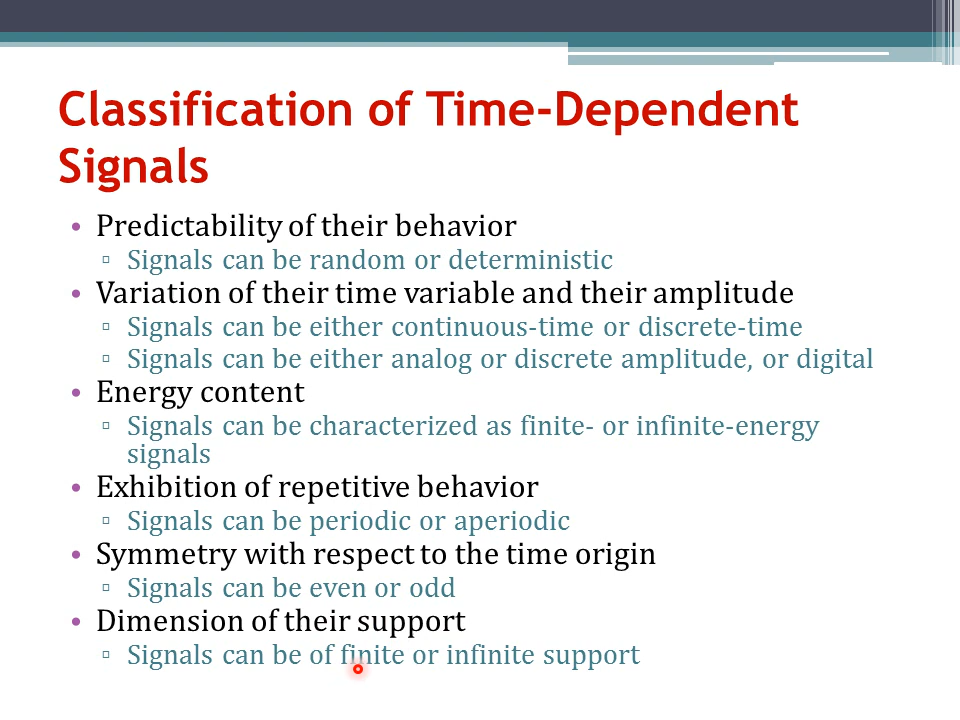 Classification of Time-Dependent
Signals
• Predictability of their behavior
▫ Signals can be random or deterministic
• Variation of their time variable and their amplitude
▫ Signals can be either continuous-time or discrete-time
▫ Signals can be either analog or discrete amplitude, or digital
• Energy content
▫ Signals can be characterized as finite- or infinite-energy
signals
• Exhibition of repetitive behavior
▫ Signals can be periodic or aperiodic
• Symmetry with respect to the time origin
▫ Signals can be even or odd
• Dimension of their support
▫ Signals can be of finite or infinite support